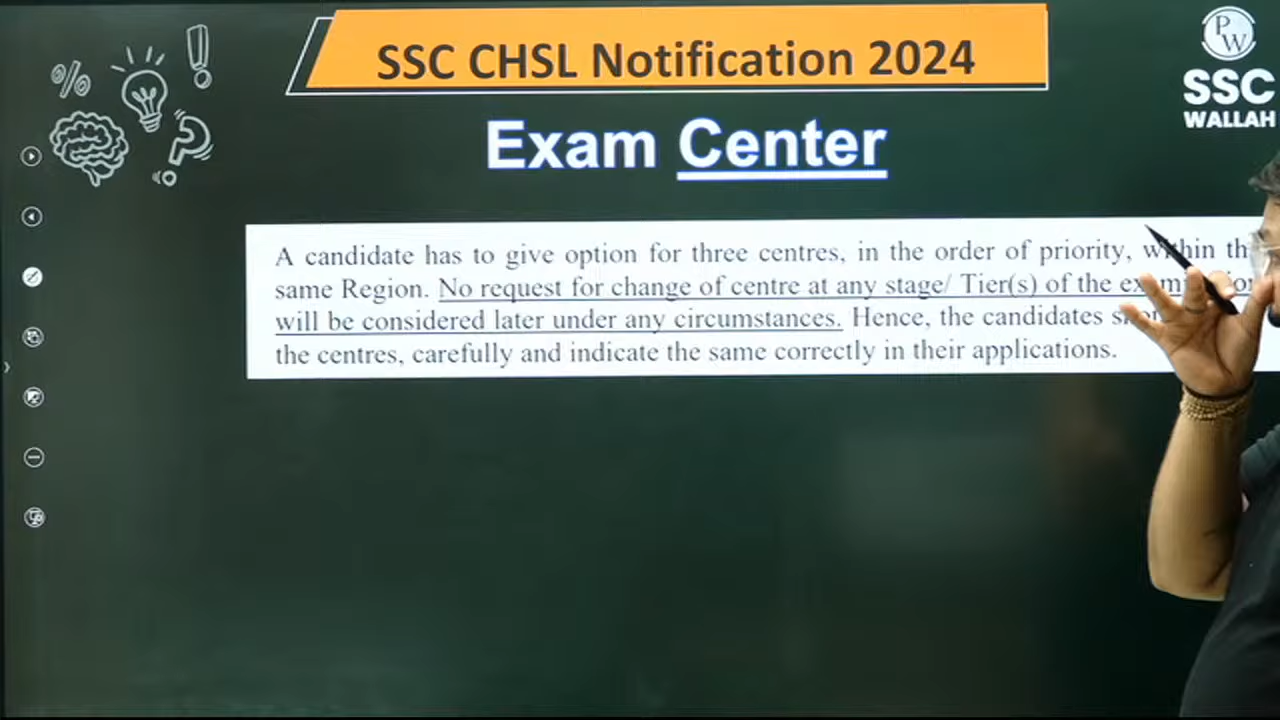 SSC CHSL Notification 2024
PW
SSC
WALLAH
Exam Center
A candidate has to give option for three centres, in the order of priority, within
same Region. No request for change of centre at any stage/ Tier(s) of the
will be considered later under any circumstances. Hence, the candidates
the centres, carefully and indicate the same correctly in their applications.
%
!
?